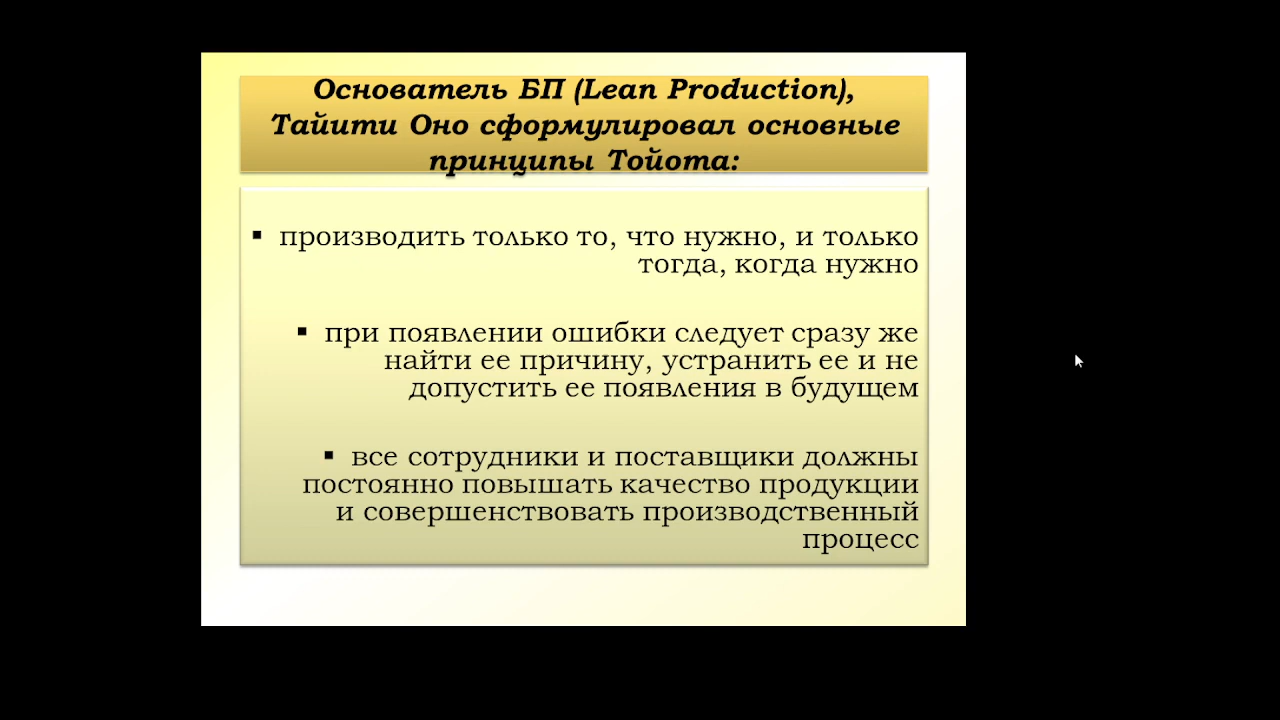 Основатель БП (Lean Production),
Тайити Оно сформулировал основные
принципы Тойота:
▪ производить только то, что нужно, и только
тогда, когда нужно
▪ при появлении ошибки следует сразу же
найти ее причину, устранить ее и не
допустить ее появления в будущем
▪ все сотрудники и поставщики должны
постоянно повышать качество продукции
и совершенствовать производственный
процесс